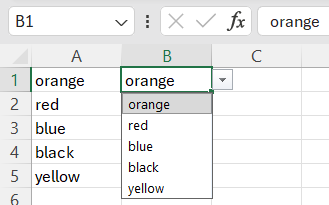 B1 fx orange
A B C
1 orange orange
2 red orange
3 blue red
4 black blue
5 yellow black
6 yellow